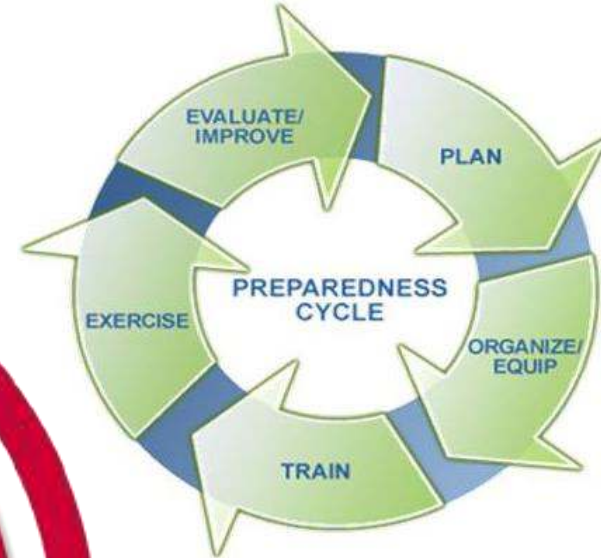 EVALUATE/
IMPROVE
PLAN
PREPAREDNESS
CYCLE
EXERCISE
ORGANIZE/
EQUIP
TRAIN